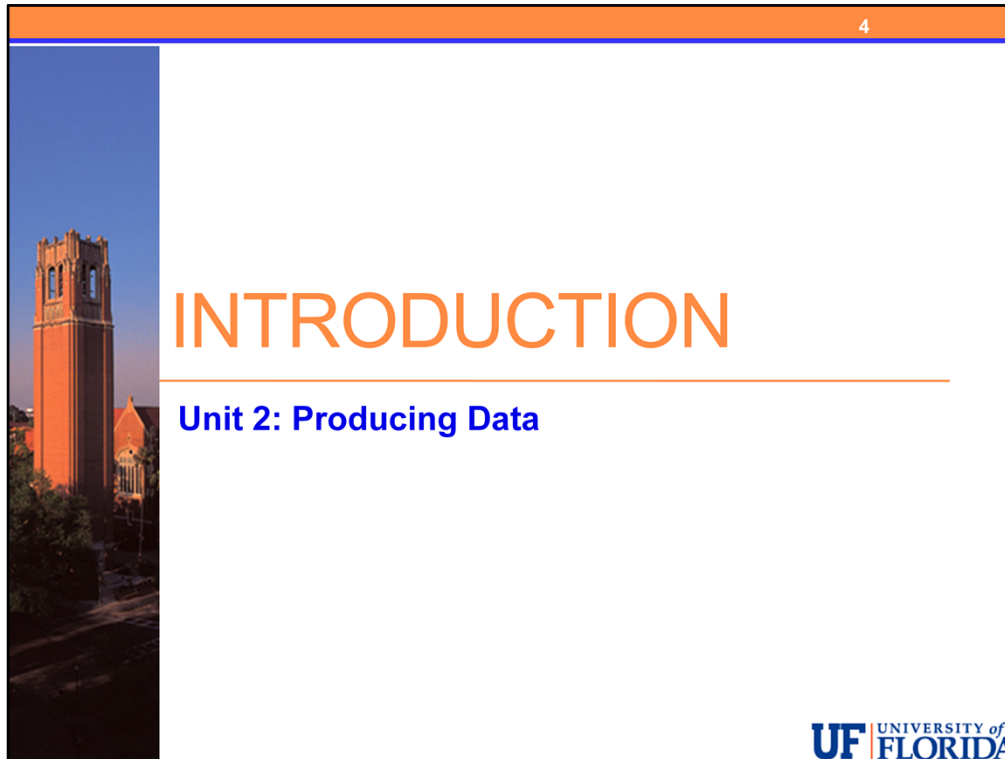 4
INTRODUCTION
Unit 2: Producing Data
UF UNIVERSITY of
FLORIDA